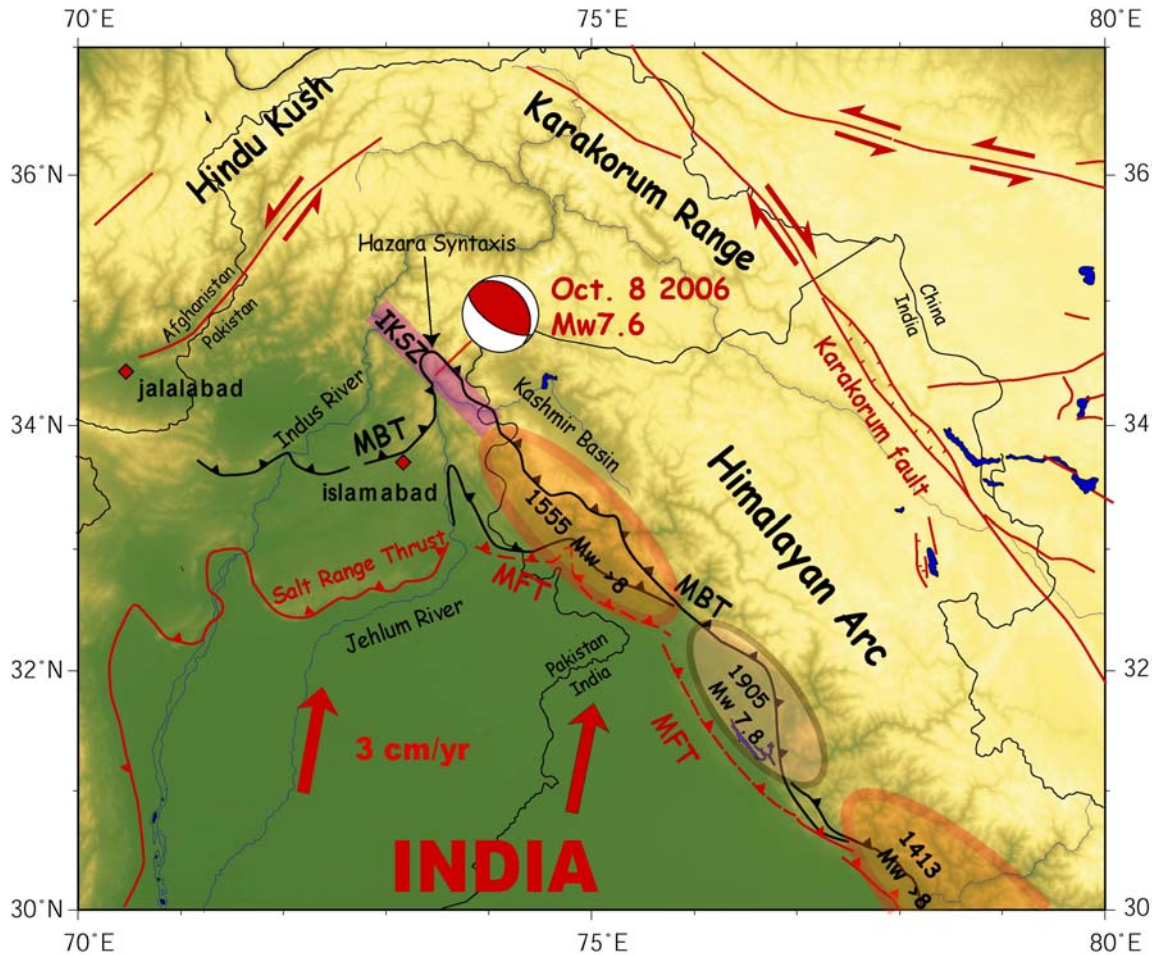 70˚E
75˚E
80˚E
Hindu Kush
Karakorum Range
36˚N
36
Hazara Syntaxis
Oct. 8 2006
Mw7.6
Afghanistan
Pakistan
China
India
IKSZ
jalalabad
Indus River
Kashmir Basin
Karakorum fault
34˚N
34
MBT
islamabad
Himalayan Arc
1555 Mw >8
Salt Range Thrust
MFT
MBT
Jehlum River
Pakistan
India
32˚N
32
1905
Mw 7.8
MFT
3 cm/yr
INDIA
1413
Mw >8
30˚N
30
70˚E
75˚E
80˚E